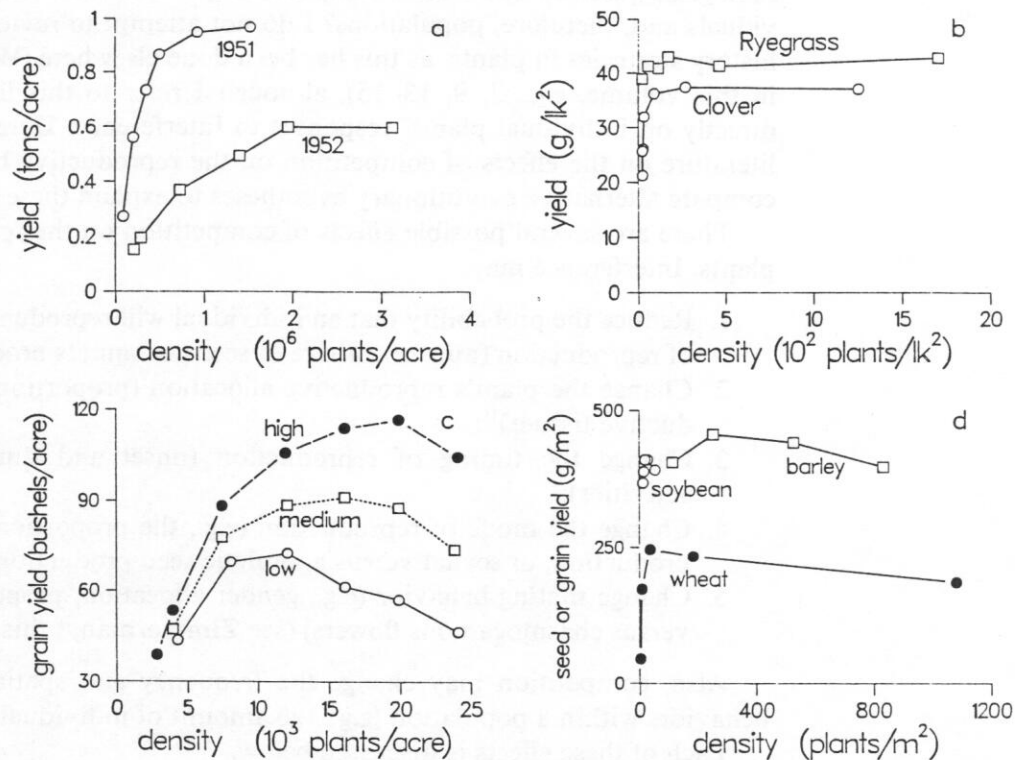 1
0.8
0.6
0.4
0.2
0
yield (tons/acre)
1951
1952
a
0 1 2 3 4
density (10⁶ plants/acre)
50
40
30
20
10
0
yield (g/lk²)
Ryegrass
Clover
b
0 5 10 15 20
density (10² plants/lk²)
120
90
60
30
grain yield (bushels/acre)
high
medium
low
c
0 5 10 15 20 25
density (10³ plants/acre)
500
250
0
seed or grain yield (g/m²)
barley
soybean
wheat
d
0 400 800 1200
density (plants/m²)